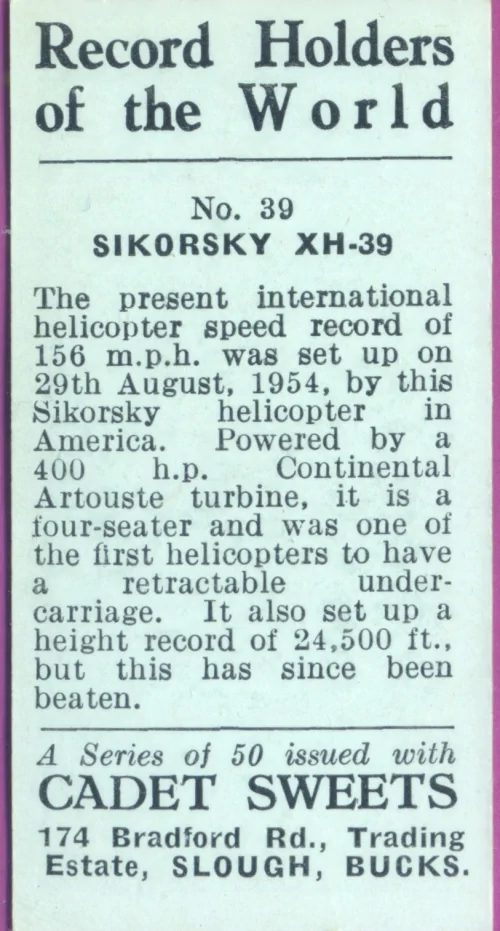 Record Holders
of the World
No. 39
SIKORSKY XH-39
The present international
helicopter speed record of
156 m.p.h. was set up on
29th August, 1954, by this
Sikorsky helicopter in
America. Powered by a
400 h.p. Continental
Artouste turbine, it is a
four-seater and was one of
the first helicopters to have
a retractable under-
carriage. It also set up a
height record of 24,500 ft.,
but this has since been
beaten.
A Series of 50 issued with
CADET SWEETS
174 Bradford Rd., Trading
Estate, SLOUGH, BUCKS.